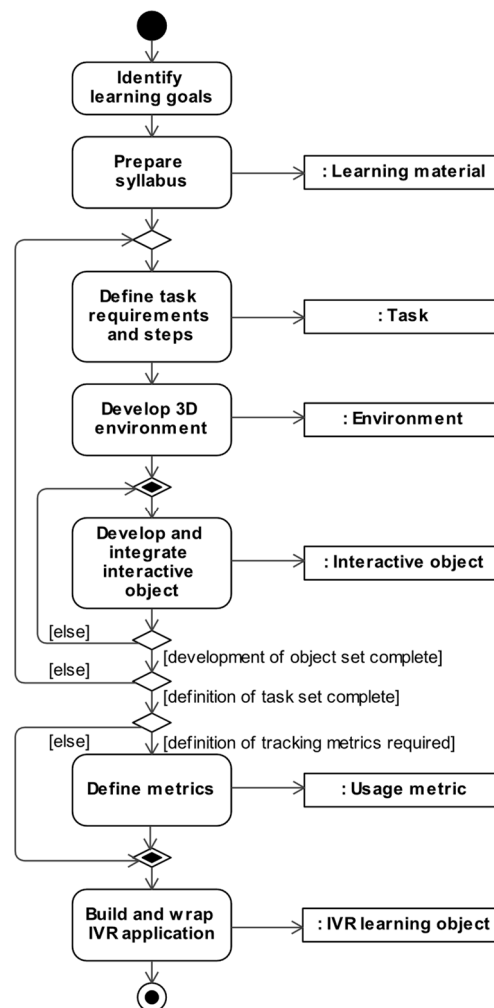 Identify
learning goals
Prepare
syllabus
: Learning material
Define task
requirements
and steps
: Task
Develop 3D
environment
: Environment
Develop and
integrate
interactive
object
: Interactive object
[else]
[development of object set complete]
[else]
[definition of task set complete]
[else]
[definition of tracking metrics required]
Define metrics
: Usage metric
Build and wrap
IVR application
: IVR learning object